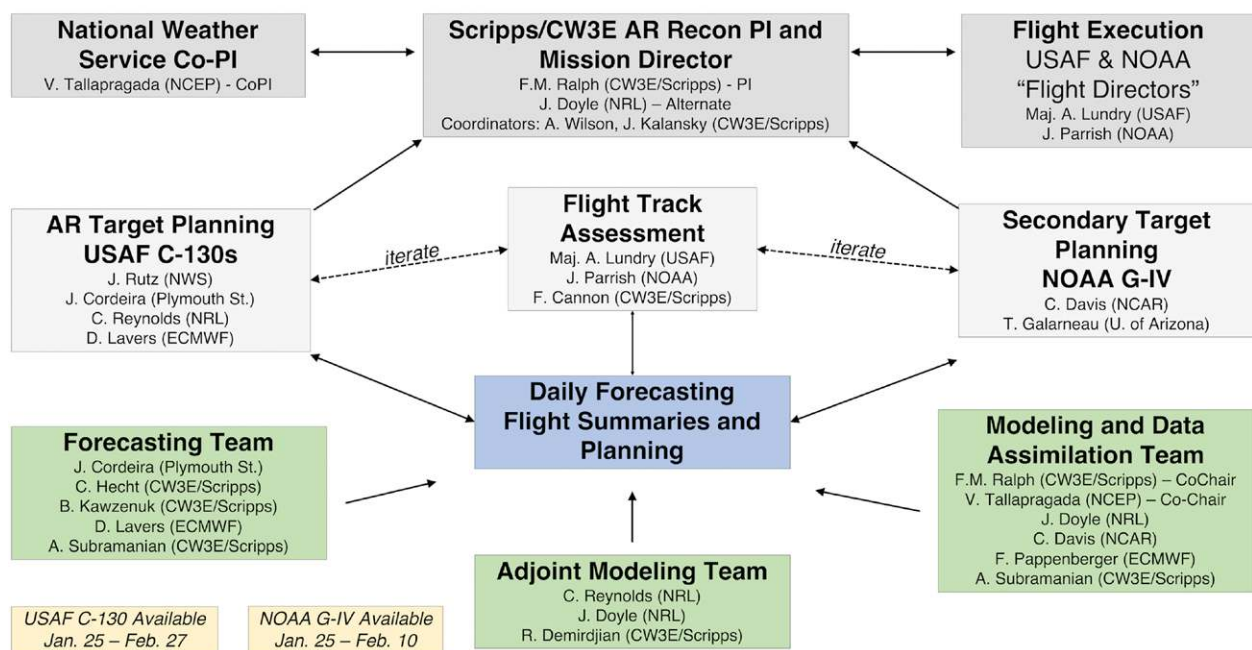 National Weather
Service Co-PI
V. Tallapragada (NCEP) - CoPI
Scripps/CW3E AR Recon PI and
Mission Director
F.M. Ralph (CW3E/Scripps) - PI
J. Doyle (NRL) – Alternate
Coordinators: A. Wilson, J. Kalansky (CW3E/Scripps)
Flight Execution
USAF & NOAA
“Flight Directors”
Maj. A. Lundry (USAF)
J. Parrish (NOAA)
AR Target Planning
USAF C-130s
J. Rutz (NWS)
J. Cordeira (Plymouth St.)
C. Reynolds (NRL)
D. Lavers (ECMWF)
iterate
Flight Track
Assessment
Maj. A. Lundry (USAF)
J. Parrish (NOAA)
F. Cannon (CW3E/Scripps)
iterate
Secondary Target
Planning
NOAA G-IV
C. Davis (NCAR)
T. Galarneau (U. of Arizona)
Daily Forecasting
Flight Summaries and
Planning
Forecasting Team
J. Cordeira (Plymouth St.)
C. Hecht (CW3E/Scripps)
B. Kawzenuk (CW3E/Scripps)
D. Lavers (ECMWF)
A. Subramanian (CW3E/Scripps)
Adjoint Modeling Team
C. Reynolds (NRL)
J. Doyle (NRL)
R. Demirdjian (CW3E/Scripps)
Modeling and Data
Assimilation Team
F.M. Ralph (CW3E/Scripps) – CoChair
V. Tallapragada (NCEP) – Co-Chair
J. Doyle (NRL)
C. Davis (NCAR)
F. Pappenberger (ECMWF)
A. Subramanian (CW3E/Scripps)
USAF C-130 Available
Jan. 25 – Feb. 27
NOAA G-IV Available
Jan. 25 – Feb. 10